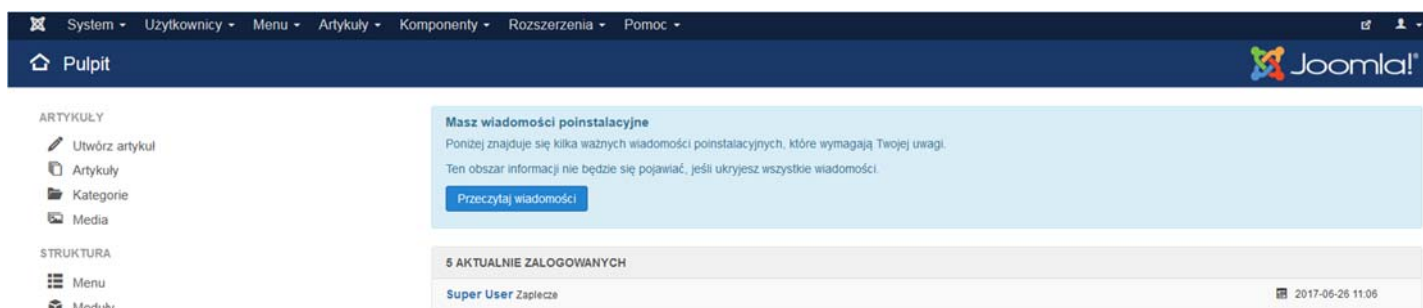 System Użytkownicy Menu Artykuły Komponenty Rozszerzenia Pomoc
Pulpit
Joomla!®
ARTYKUŁY
Utwórz artykuł
Artykuły
Kategorie
Media
STRUKTURA
Menu
Moduły
Masz wiadomości poinstalacyjne
Poniżej znajduje się kilka ważnych wiadomości poinstalacyjnych, które wymagają Twojej uwagi.
Ten obszar informacji nie będzie się pojawiać, jeśli ukryjesz wszystkie wiadomości.
Przeczytaj wiadomości
5 AKTUALNIE ZALOGOWANYCH
Super User Zaplecze 2017-06-26 11:06